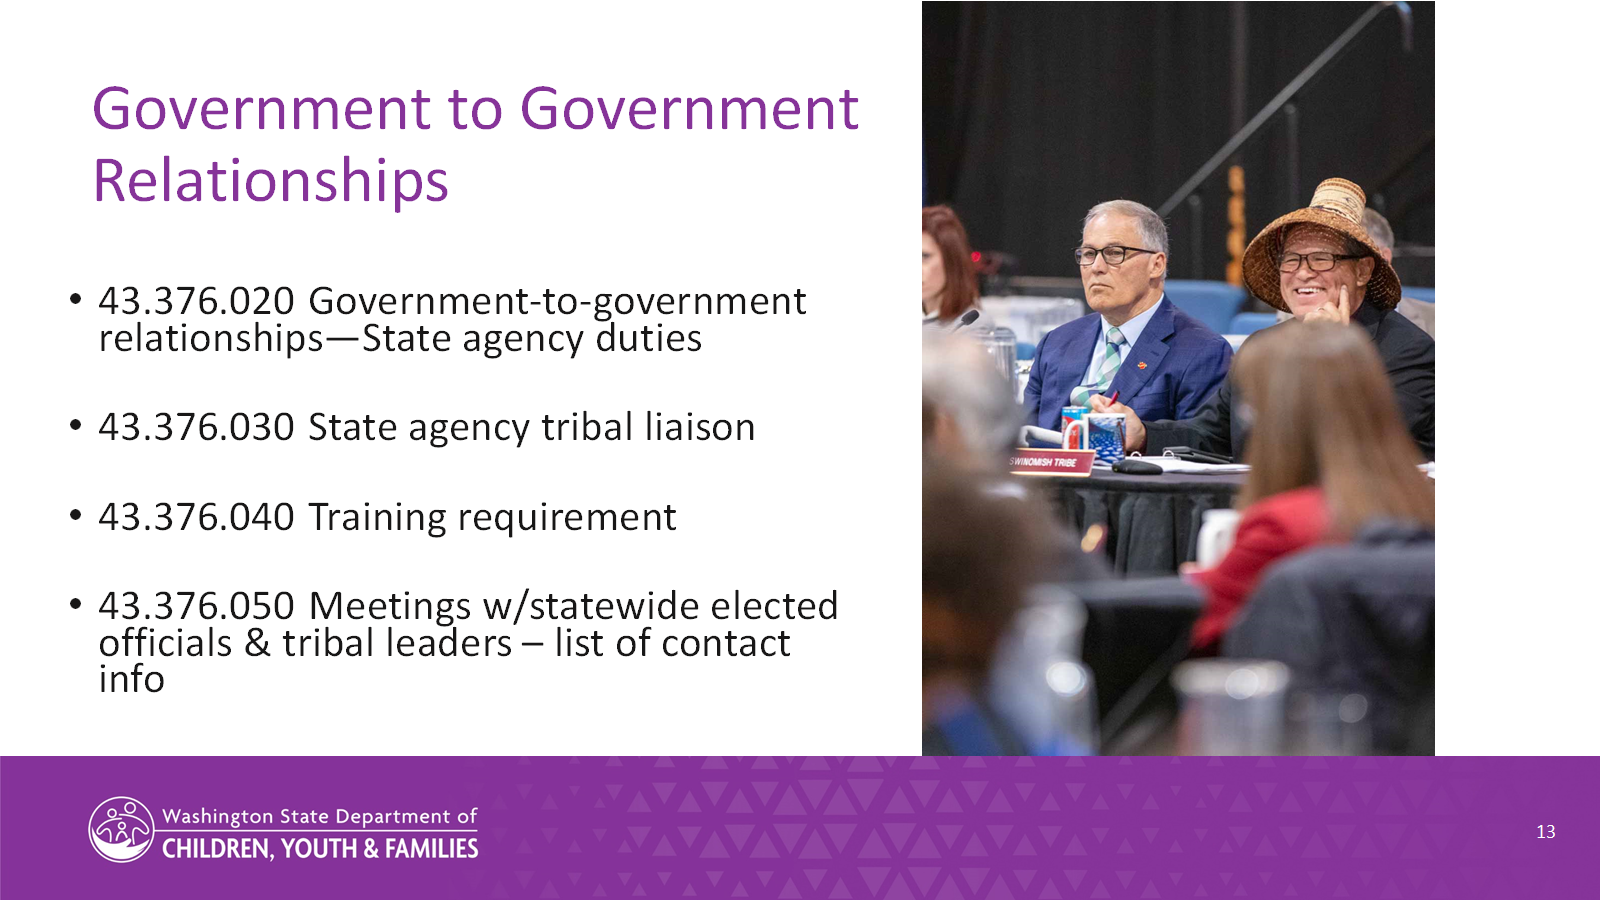 Government to Government
Relationships
• 43.376.020 Government-to-government
relationships—State agency duties
• 43.376.030 State agency tribal liaison
• 43.376.040 Training requirement
• 43.376.050 Meetings w/statewide elected
officials & tribal leaders – list of contact
info
SWINOMISH TRIBE
Washington State Department of
CHILDREN, YOUTH & FAMILIES
13